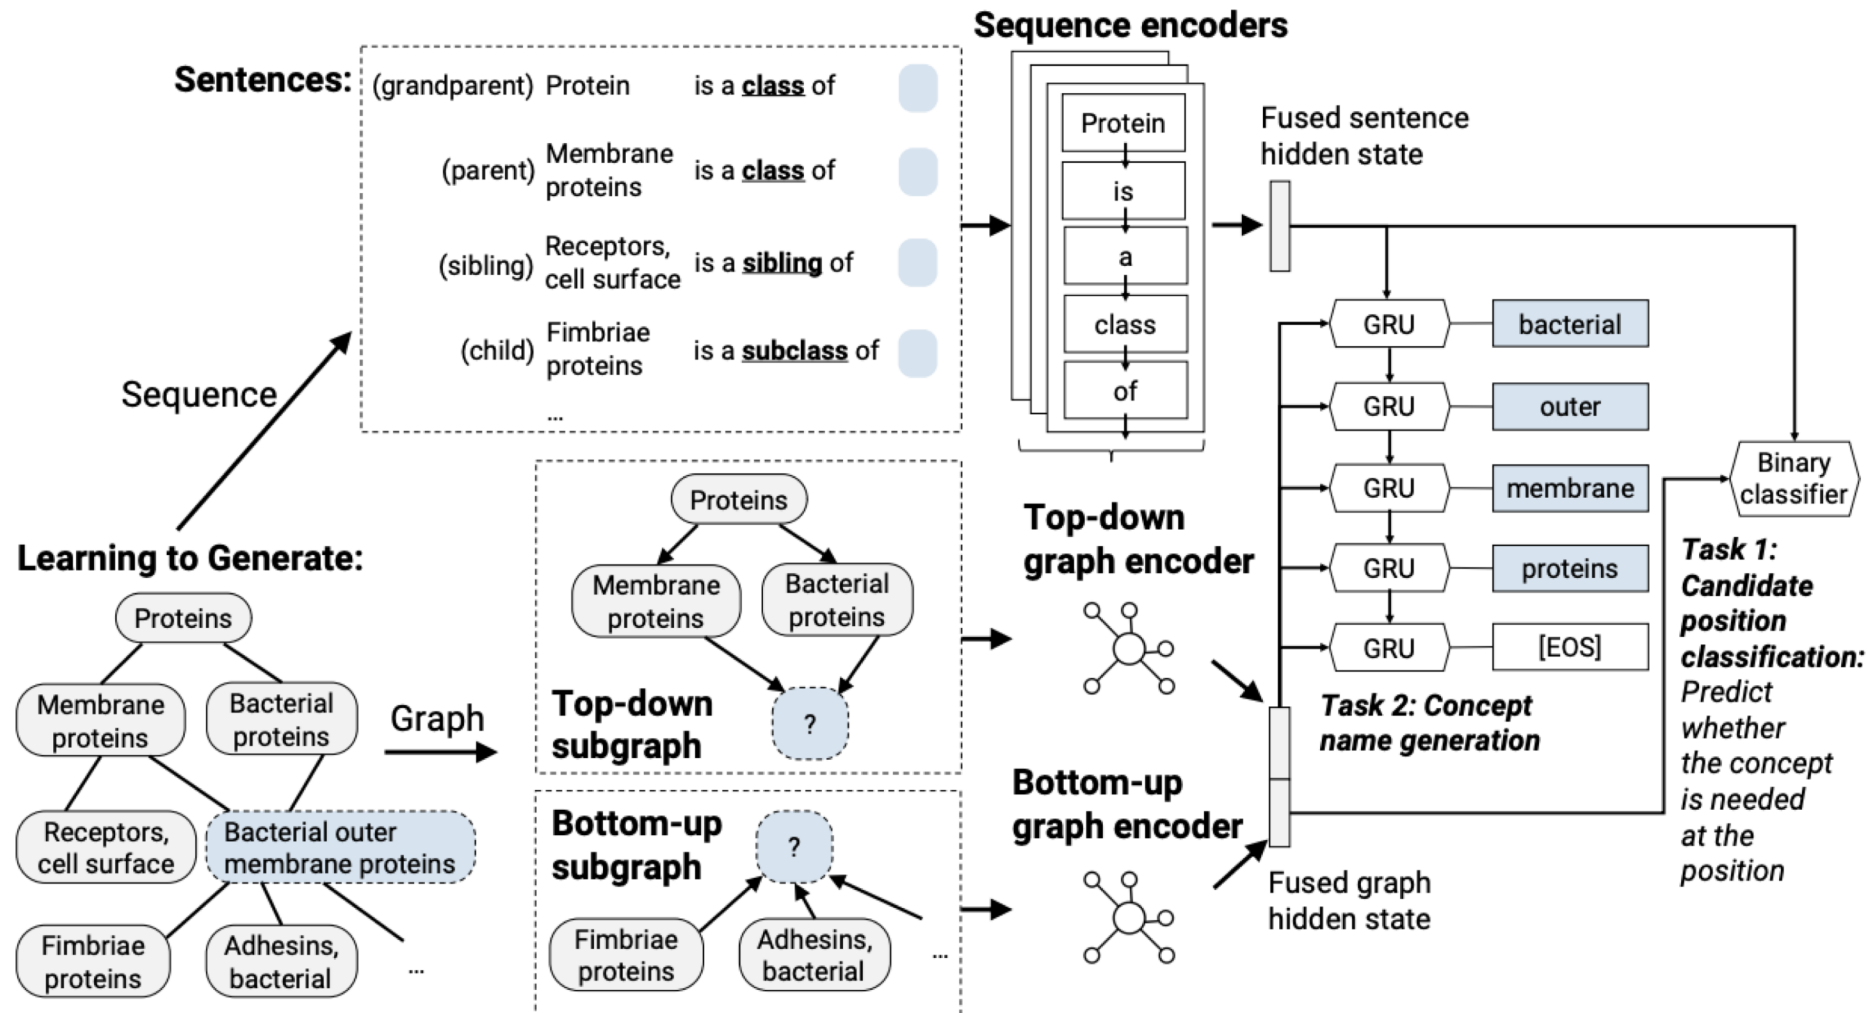 Sequence encoders
Sentences:
(grandparent) Protein is a class of
(parent) Membrane proteins is a class of
(sibling) Receptors, cell surface is a sibling of
(child) Fimbriae proteins is a subclass of
...
Protein
is
a
class
of
Fused sentence
hidden state
Sequence
Learning to Generate:
Proteins
Membrane
proteins
Bacterial
proteins
Receptors,
cell surface
Bacterial outer
membrane proteins
Fimbriae
proteins
Adhesins,
bacterial
...
Graph
Proteins
Membrane
proteins
Bacterial
proteins
?
Top-down
subgraph
Bottom-up
subgraph
?
Fimbriae
proteins
Adhesins,
bacterial
...
Top-down
graph encoder
Bottom-up
graph encoder
Fused graph
hidden state
GRU bacterial
GRU outer
GRU membrane
GRU proteins
GRU [EOS]
Task 2: Concept
name generation
Binary
classifier
Task 1:
Candidate
position
classification:
Predict
whether
the concept
is needed
at the
position